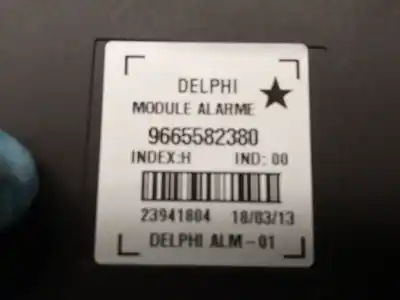 DELPHI
MODULE ALARME
9665582380
INDEX:H IND: 00
23941804 18/03/13
DELPHI ALM-01